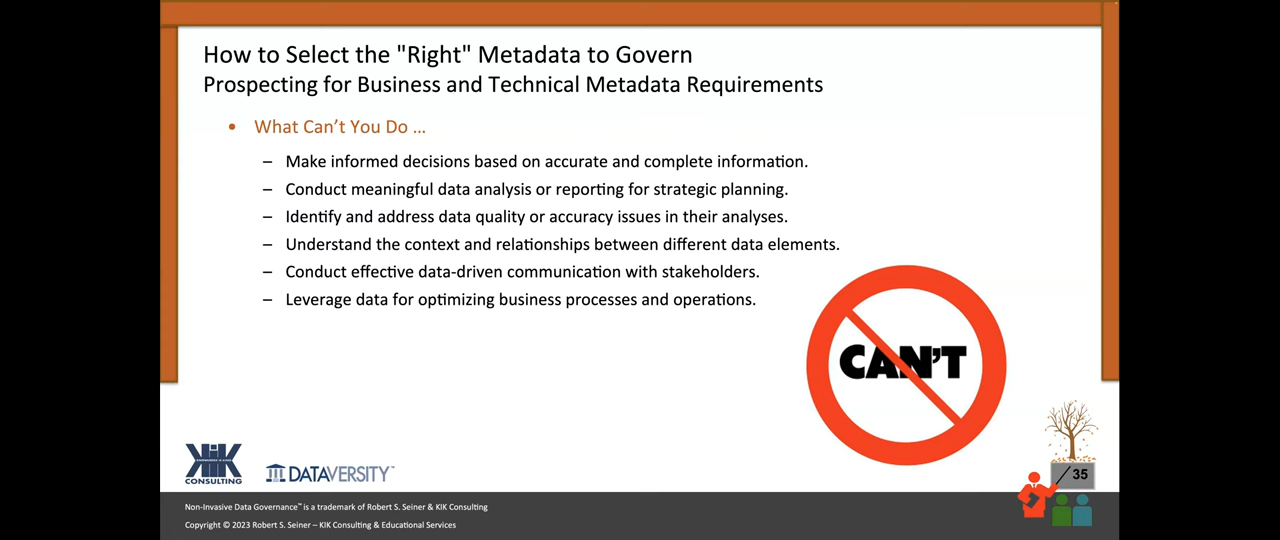 How to Select the "Right" Metadata to Govern
Prospecting for Business and Technical Metadata Requirements
• What Can't You Do ...
– Make informed decisions based on accurate and complete information.
– Conduct meaningful data analysis or reporting for strategic planning.
– Identify and address data quality or accuracy issues in their analyses.
– Understand the context and relationships between different data elements.
– Conduct effective data-driven communication with stakeholders.
– Leverage data for optimizing business processes and operations.
CAN'T
KIK
CONSULTING
DATAVERSITY™
35
Non-Invasive Data Governance™ is a trademark of Robert S. Seiner & KIK Consulting
Copyright © 2023 Robert S. Seiner – KIK Consulting & Educational Services